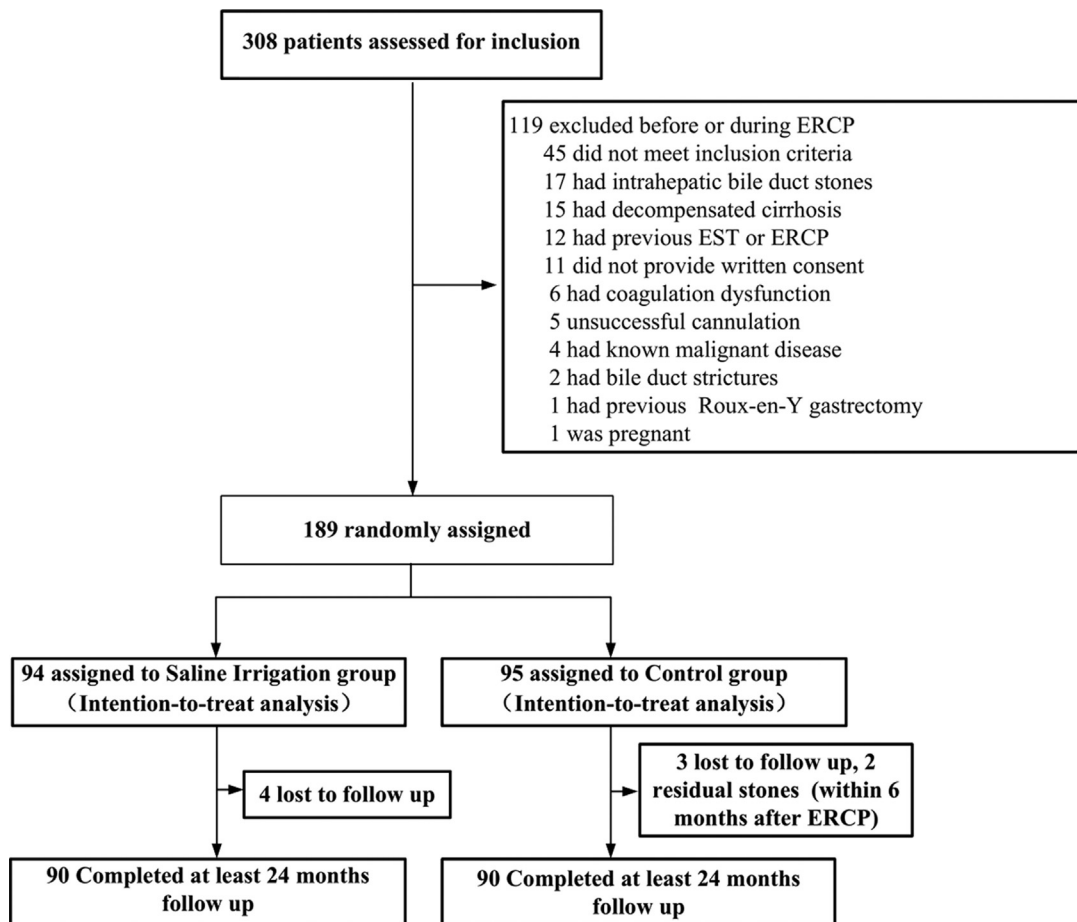 308 patients assessed for inclusion
119 excluded before or during ERCP
45 did not meet inclusion criteria
17 had intrahepatic bile duct stones
15 had decompensated cirrhosis
12 had previous EST or ERCP
11 did not provide written consent
6 had coagulation dysfunction
5 unsuccessful cannulation
4 had known malignant disease
2 had bile duct strictures
1 had previous Roux-en-Y gastrectomy
1 was pregnant
189 randomly assigned
94 assigned to Saline Irrigation group
（Intention-to-treat analysis）
95 assigned to Control group
（Intention-to-treat analysis）
4 lost to follow up
3 lost to follow up, 2
residual stones (within 6
months after ERCP)
90 Completed at least 24 months
follow up
90 Completed at least 24 months
follow up